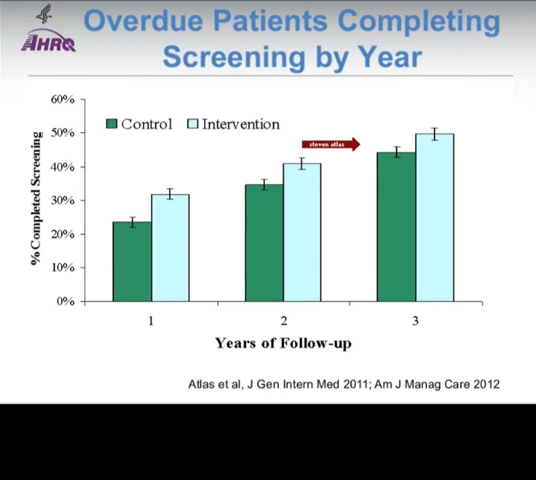 AHRQ
Overdue Patients Completing
Screening by Year
% Completed Screening
60%
50%
40%
30%
20%
10%
0%
Control
Intervention
steven atlas
1
2
3
Years of Follow-up
Atlas et al, J Gen Intern Med 2011; Am J Manag Care 2012